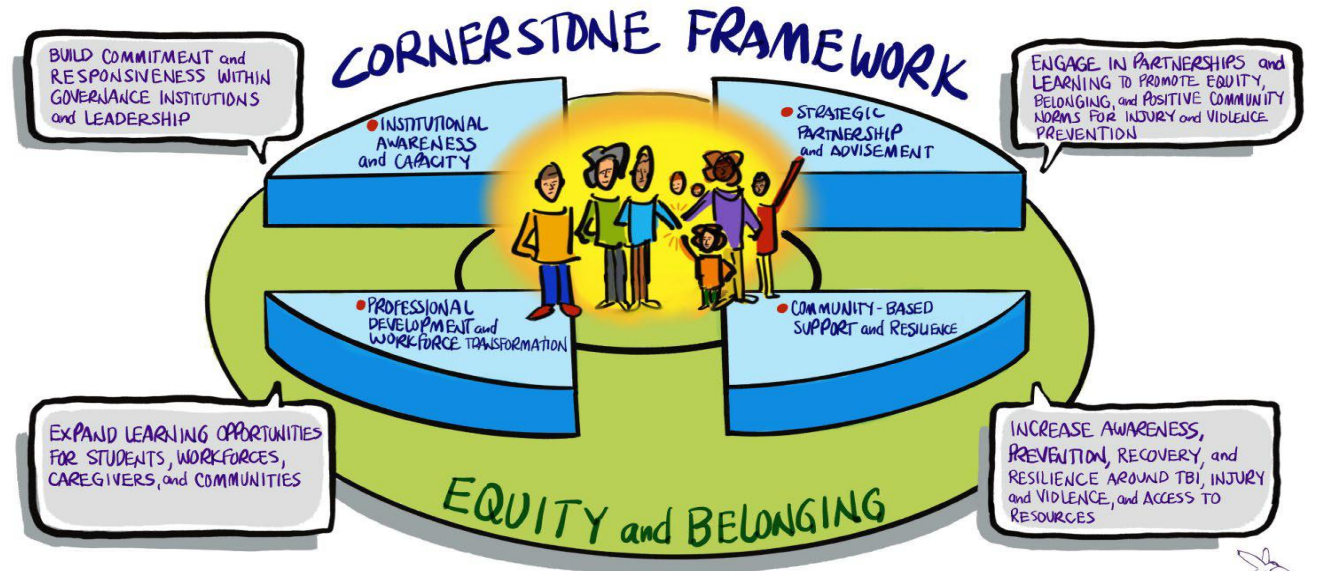 CORNERSTONE FRAMEWORK
BUILD COMMITMENT and
RESPONSIVENESS WITHIN
GOVERNANCE INSTITUTIONS
and LEADERSHIP
ENGAGE IN PARTNERSHIPS and
LEARNING TO PROMOTE EQUITY,
BELONGING, and POSITIVE COMMUNITY
NORMS FOR INJURY and VIOLENCE
PREVENTION
INSTITUTIONAL
AWARENESS
and CAPACITY
STRATEGIC
PARTNERSHIP
and ADVISEMENT
PROFESSIONAL
DEVELOPMENT and
WORKFORCE TRANSFORMATION
COMMUNITY-BASED
SUPPORT and RESILIENCE
EXPAND LEARNING OPPORTUNITIES
FOR STUDENTS, WORKFORCES,
CAREGIVERS, and COMMUNITIES
INCREASE AWARENESS,
PREVENTION, RECOVERY, and
RESILIENCE AROUND TBI, INJURY
and VIOLENCE, and ACCESS TO
RESOURCES
EQUITY and BELONGING